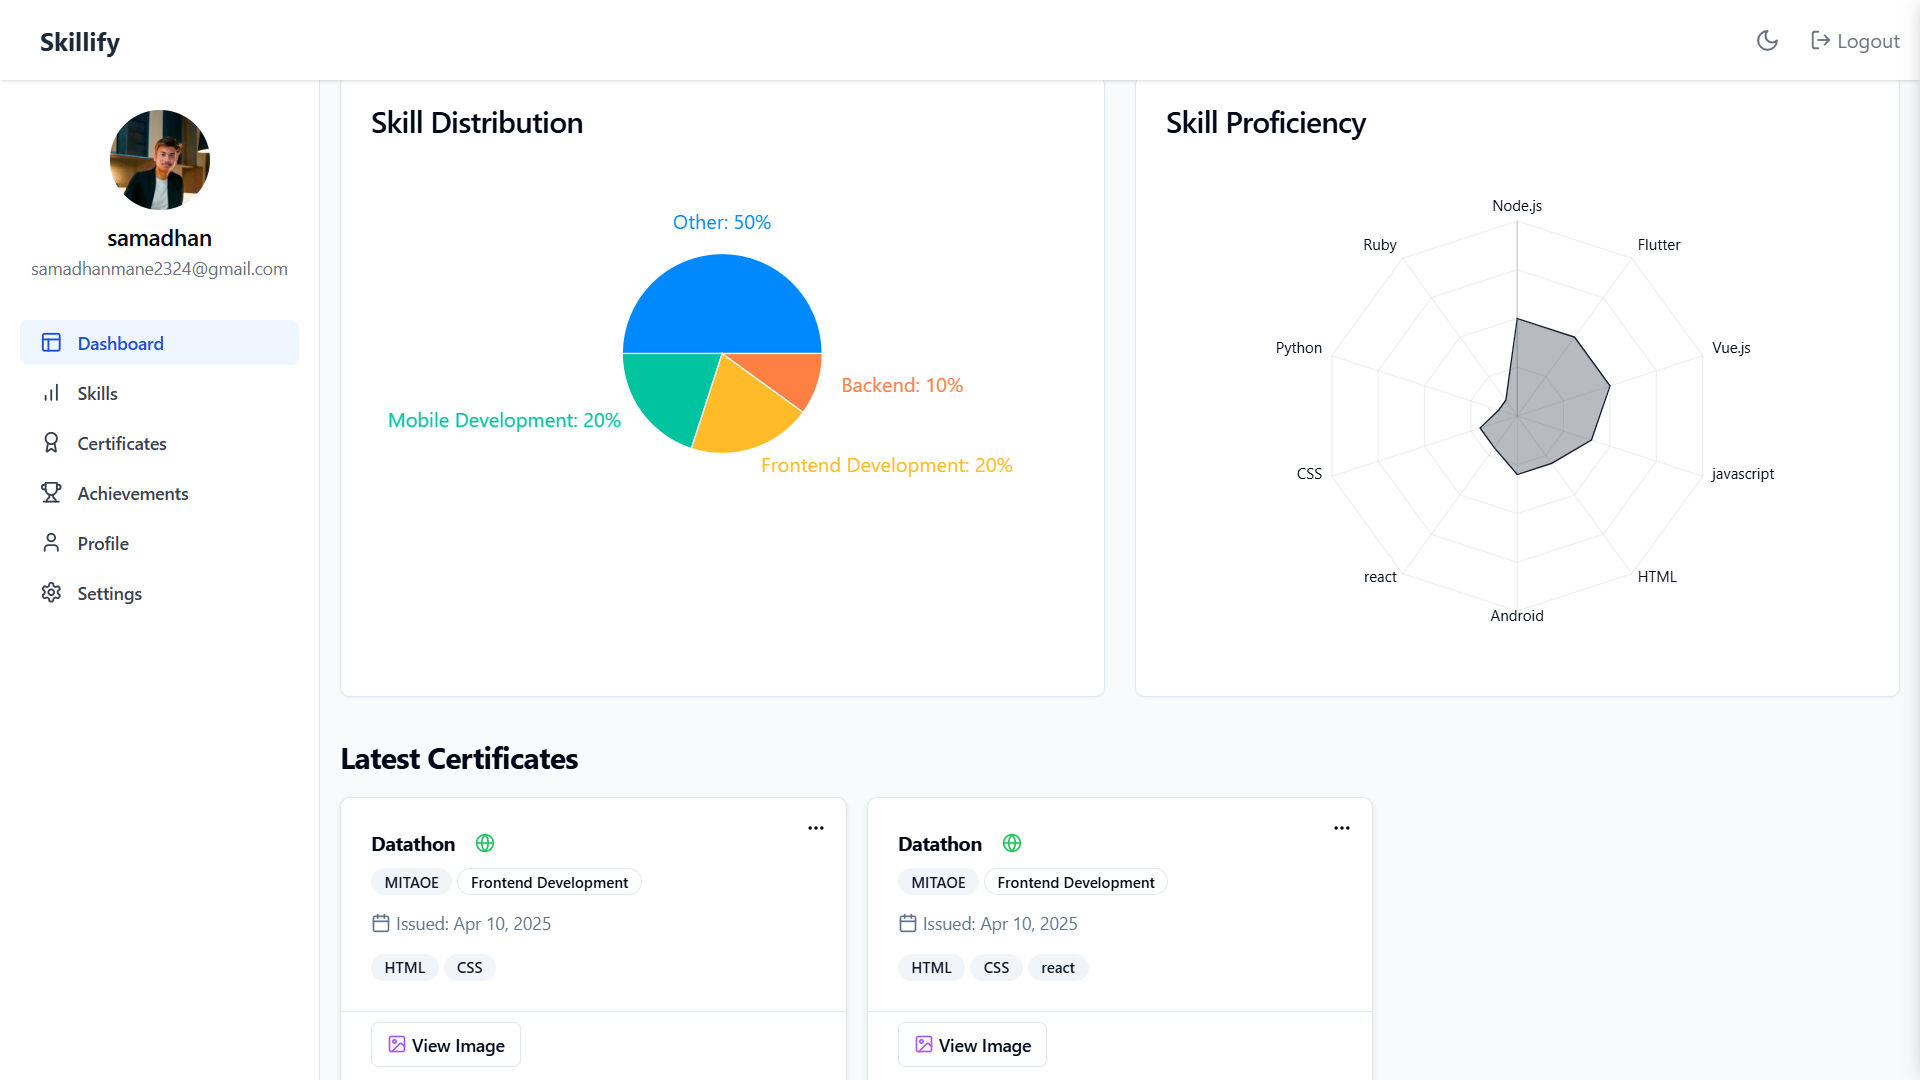 Skillify
Logout
samadhan
samadhanmane2324@gmail.com
Dashboard
Skills
Certificates
Achievements
Profile
Settings
Skill Distribution
Other: 50%
Backend: 10%
Mobile Development: 20%
Frontend Development: 20%
Skill Proficiency
Node.js
Ruby
Flutter
Python
Vue.js
CSS
javascript
react
HTML
Android
Latest Certificates
Datathon
MITAOE Frontend Development
Issued: Apr 10, 2025
HTML CSS
View Image
Datathon
MITAOE Frontend Development
Issued: Apr 10, 2025
HTML CSS react
View Image